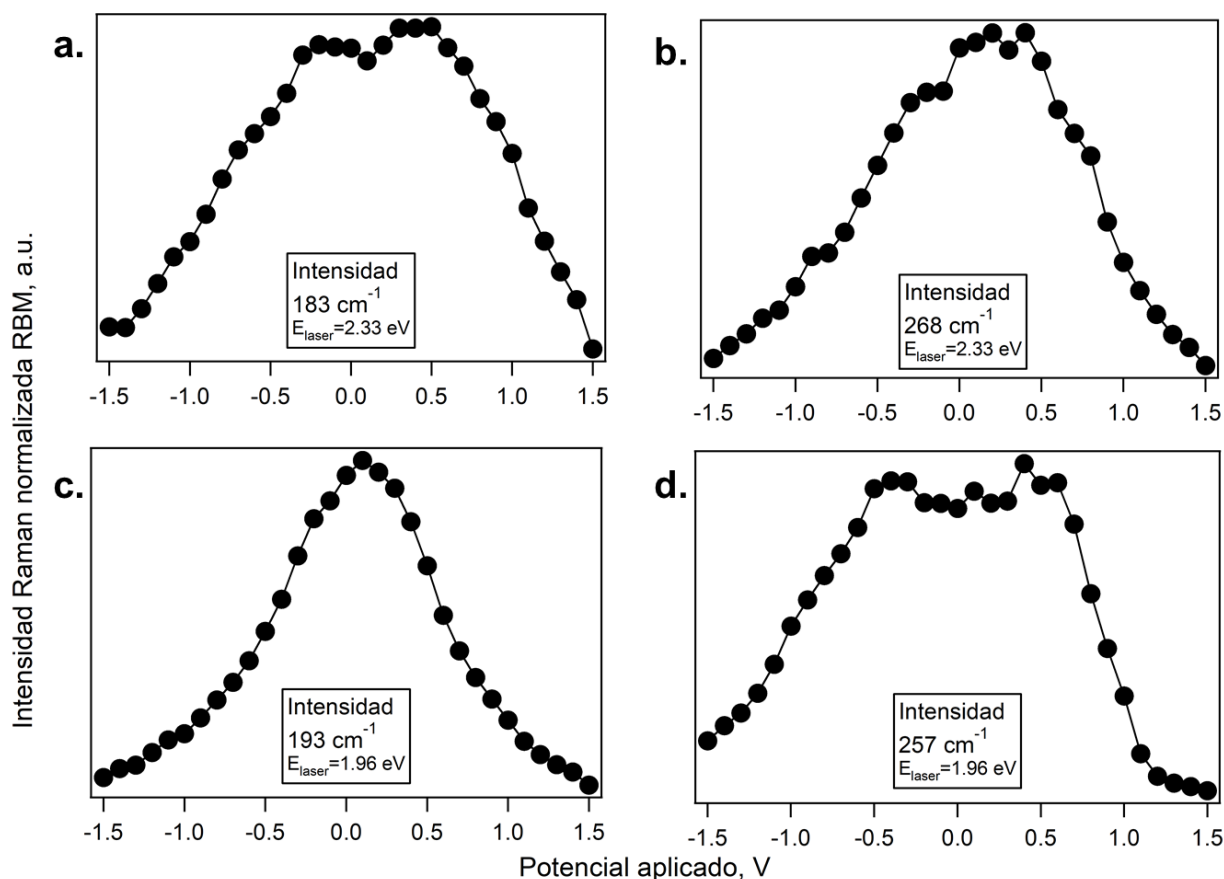 Intensidad Raman normalizada RBM, a.u.
a.
Intensidad
183 cm⁻¹
E_laser=2.33 eV
-1.5 -1.0 -0.5 0.0 0.5 1.0 1.5
b.
Intensidad
268 cm⁻¹
E_laser=2.33 eV
-1.5 -1.0 -0.5 0.0 0.5 1.0 1.5
c.
Intensidad
193 cm⁻¹
E_laser=1.96 eV
-1.5 -1.0 -0.5 0.0 0.5 1.0 1.5
d.
Intensidad
257 cm⁻¹
E_laser=1.96 eV
-1.5 -1.0 -0.5 0.0 0.5 1.0 1.5
Potencial aplicado, V